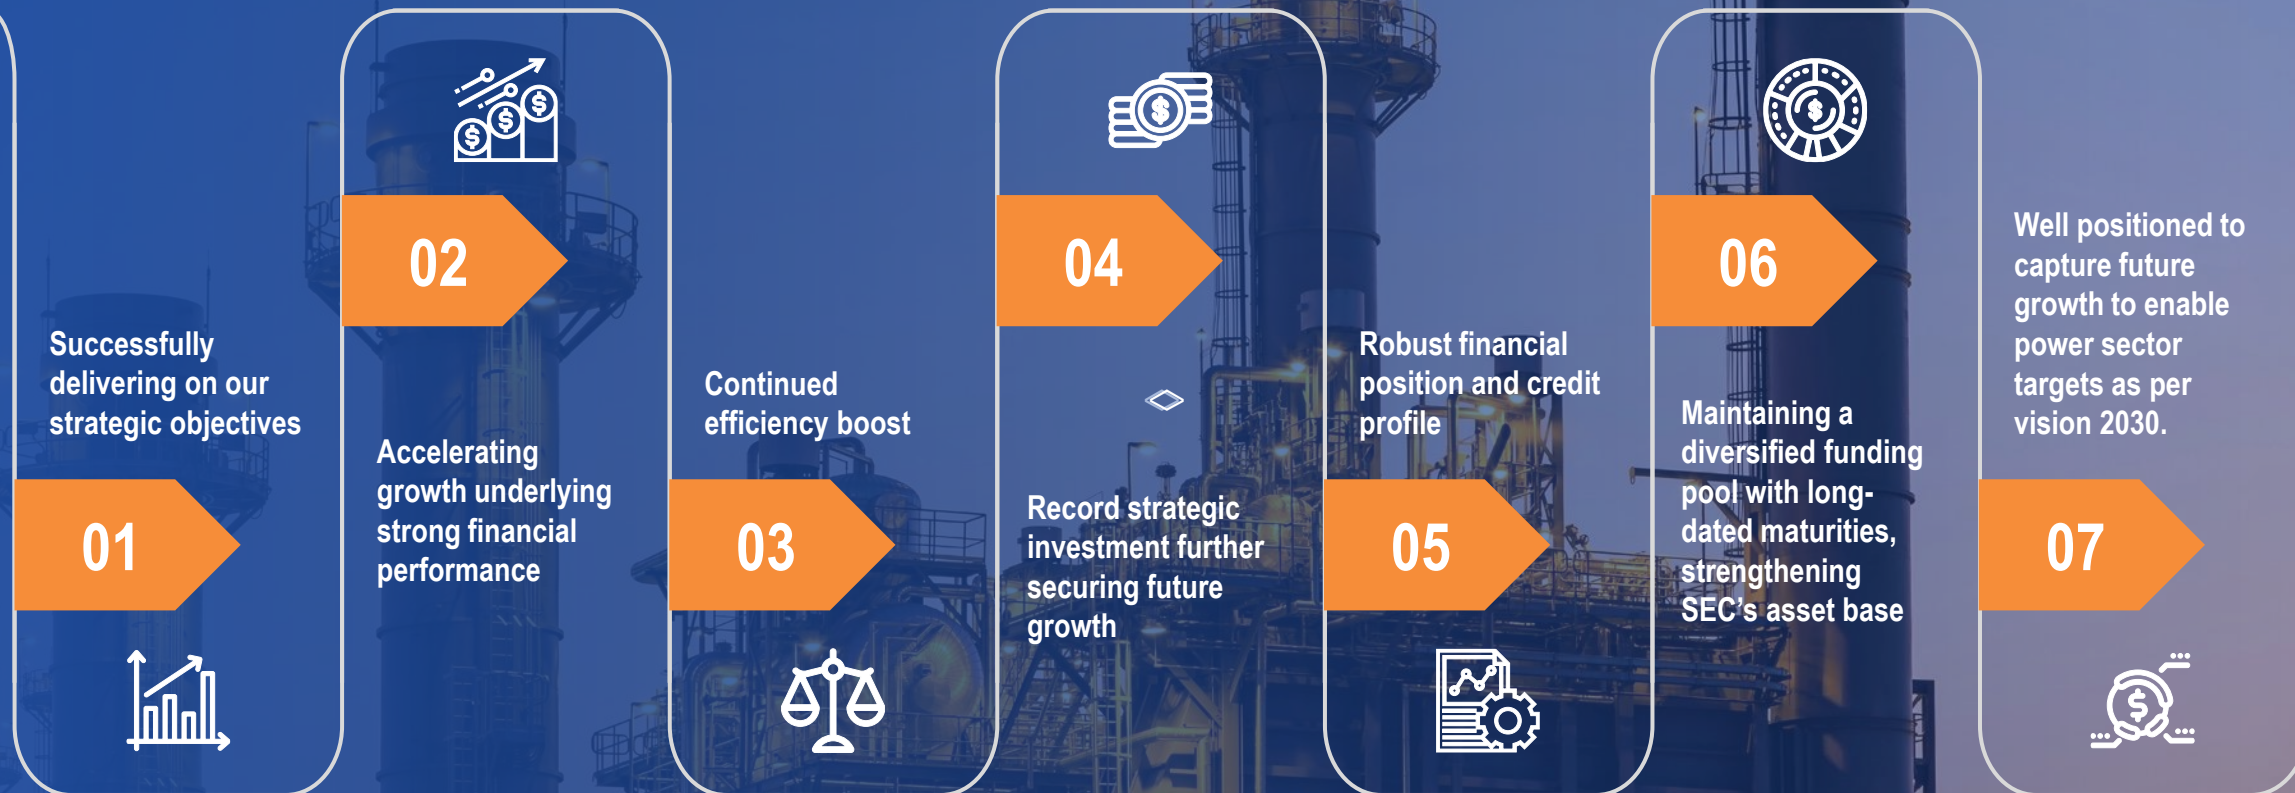 Successfully
delivering on our
strategic objectives
01
02
Accelerating
growth underlying
strong financial
performance
Continued
efficiency boost
03
04
Record strategic
investment further
securing future
growth
Robust financial
position and credit
profile
05
06
Maintaining a
diversified funding
pool with long-
dated maturities,
strengthening
SEC’s asset base
Well positioned to
capture future
growth to enable
power sector
targets as per
vision 2030.
07